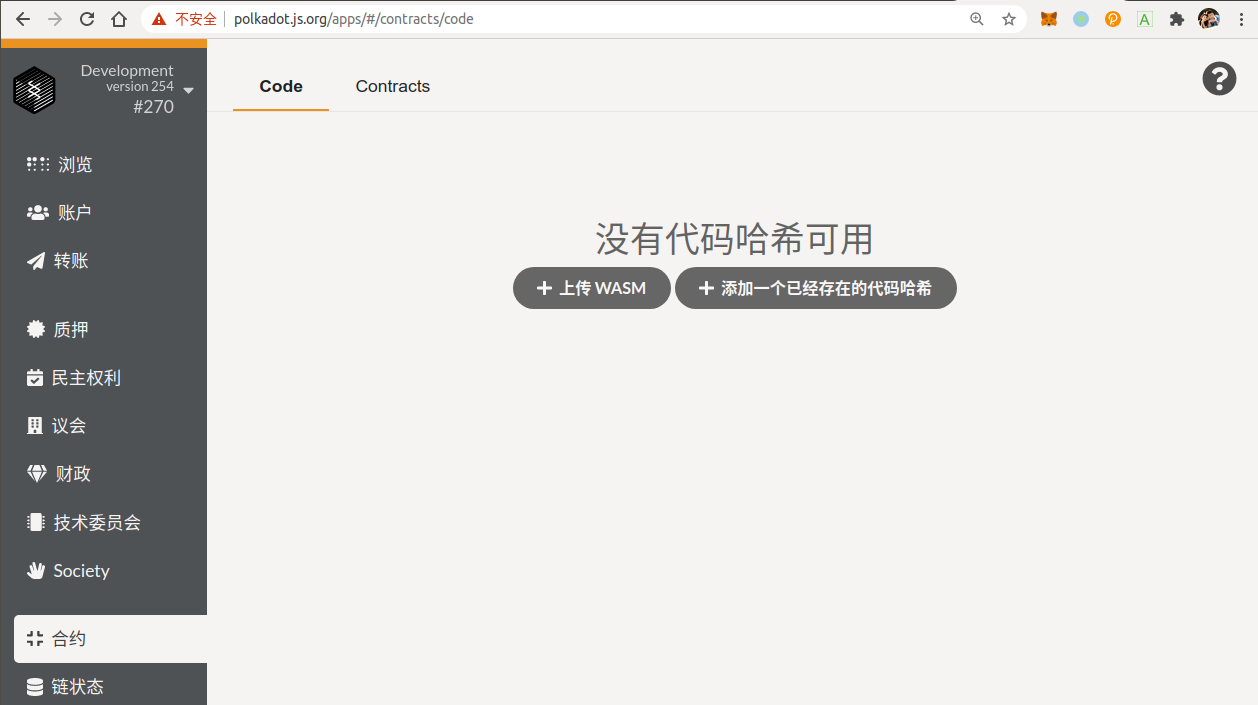 不安全 polkadot.js.org/apps/#/contracts/code
Development
version 254
#270
Code Contracts
浏览
账户
转账
质押
民主权利
议会
财政
技术委员会
Society
合约
链状态
没有代码哈希可用
上传 WASM 添加一个已经存在的代码哈希